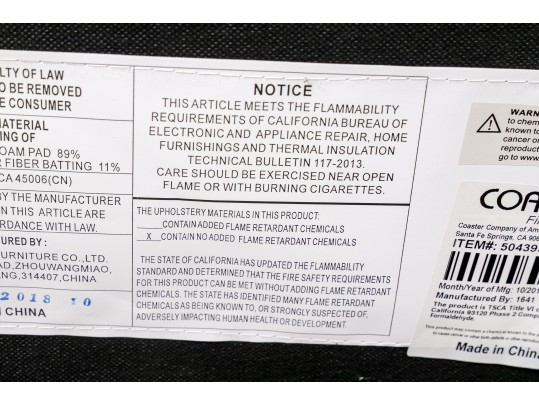 LTY OF LAW
O BE REMOVED
E CONSUMER
MATERIAL
NG OF
OAM PAD 89%
R FIBER BATTING 11%
CA 45006(CN)
BY THE MANUFACTURER
IN THIS ARTICLE ARE
RDANCE WITH LAW.
TURED BY :
URNITURE CO.,LTD.
AD,ZHOUWANGMIAO,
NG,314407,CHINA
2018 10
N CHINA
NOTICE
THIS ARTICLE MEETS THE FLAMMABILITY
REQUIREMENTS OF CALIFORNIA BUREAU OF
ELECTRONIC AND APPLIANCE REPAIR, HOME
FURNISHINGS AND THERMAL INSULATION
TECHNICAL BULLETIN 117-2013.
CARE SHOULD BE EXERCISED NEAR OPEN
FLAME OR WITH BURNING CIGARETTES.
THE UPHOLSTERY MATERIALS IN THIS PRODUCT:
____CONTAIN ADDED FLAME RETARDANT CHEMICALS
__X__CONTAIN NO ADDED FLAME RETARDANT CHEMICALS
THE STATE OF CALIFORNIA HAS UPDATED THE FLAMMABILITY
STANDARD AND DETERMINED THAT THE FIRE SAFETY REQUIREMENTS
FOR THIS PRODUCT CAN BE MET WITHOUT ADDING FLAME RETARDANT
CHEMICALS. THE STATE HAS IDENTIFIED MANY FLAME RETARDANT
CHEMICALS AS BEING KNOWN TO, OR STRONGLY SUSPECTED OF,
ADVERSELY IMPACTING HUMAN HEALTH OR DEVELOPMENT.
WARN
to chem
known to
cancer
reproduct
go to www.
COA
Fi
Coaster Company of Am
Santa Fe Springs, CA 906
ITEM#: 50439
Month/Year of Mfg: 10/201
Manufactured By: 1641
This product is TSCA Title VI c
California 93120 Phase 2 Comp
Formaldehyde.
Made in China